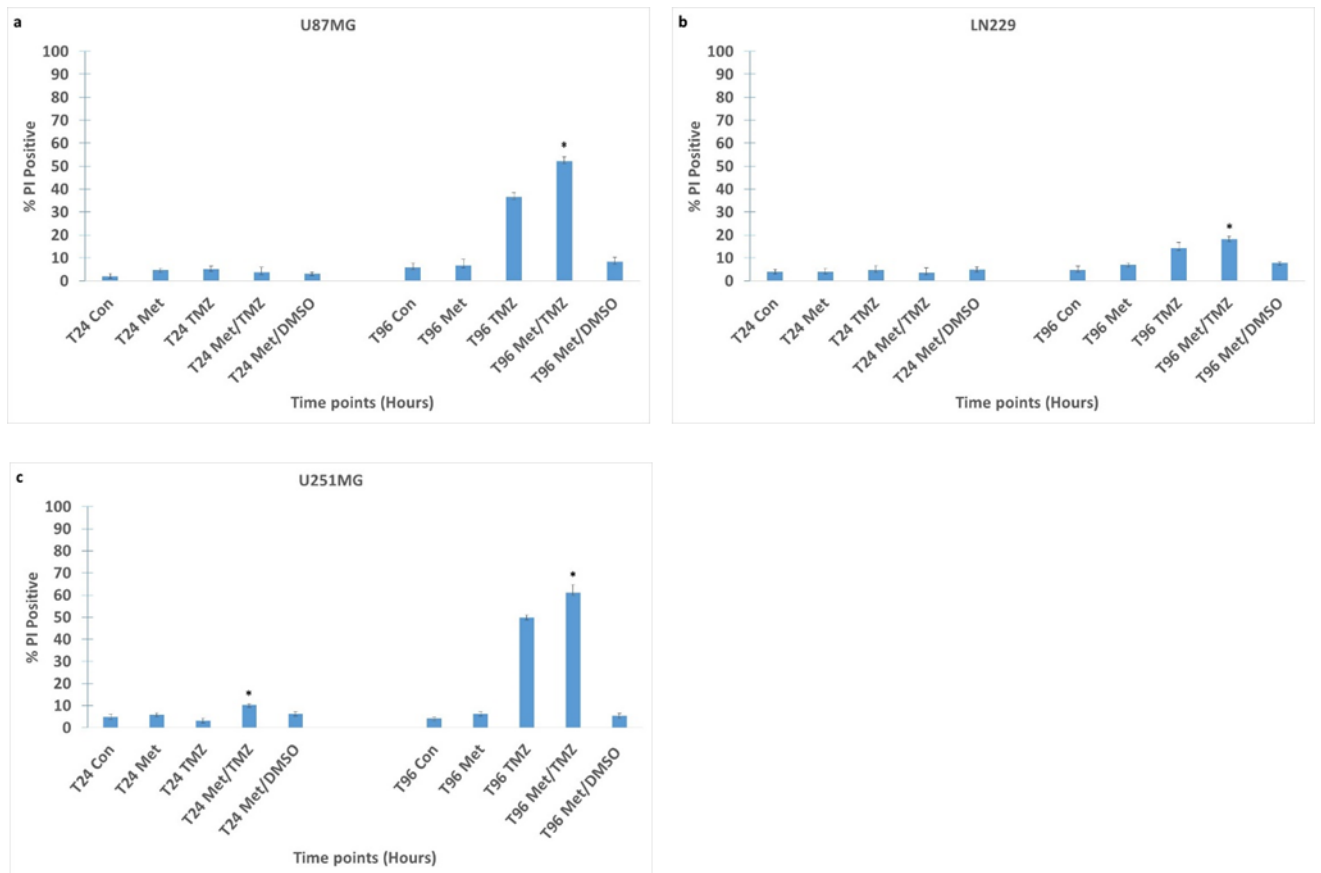 a
U87MG
100
90
80
70
60
50
40
30
20
10
0
% PI Positive
*
T24 Con
T24 Met
T24 TMZ
T24 Met/TMZ
T24 Met/DMSO
T96 Con
T96 Met
T96 TMZ
T96 Met/TMZ
T96 Met/DMSO
Time points (Hours)
b
LN229
100
90
80
70
60
50
40
30
20
10
0
% PI Positive
*
T24 Con
T24 Met
T24 TMZ
T24 Met/TMZ
T24 Met/DMSO
T96 Con
T96 Met
T96 TMZ
T96 Met/TMZ
T96 Met/DMSO
Time points (Hours)
c
U251MG
100
90
80
70
60
50
40
30
20
10
0
% PI Positive
*
*
T24 Con
T24 Met
T24 TMZ
T24 Met/TMZ
T24 Met/DMSO
T96 Con
T96 Met
T96 TMZ
T96 Met/TMZ
T96 Met/DMSO
Time points (Hours)